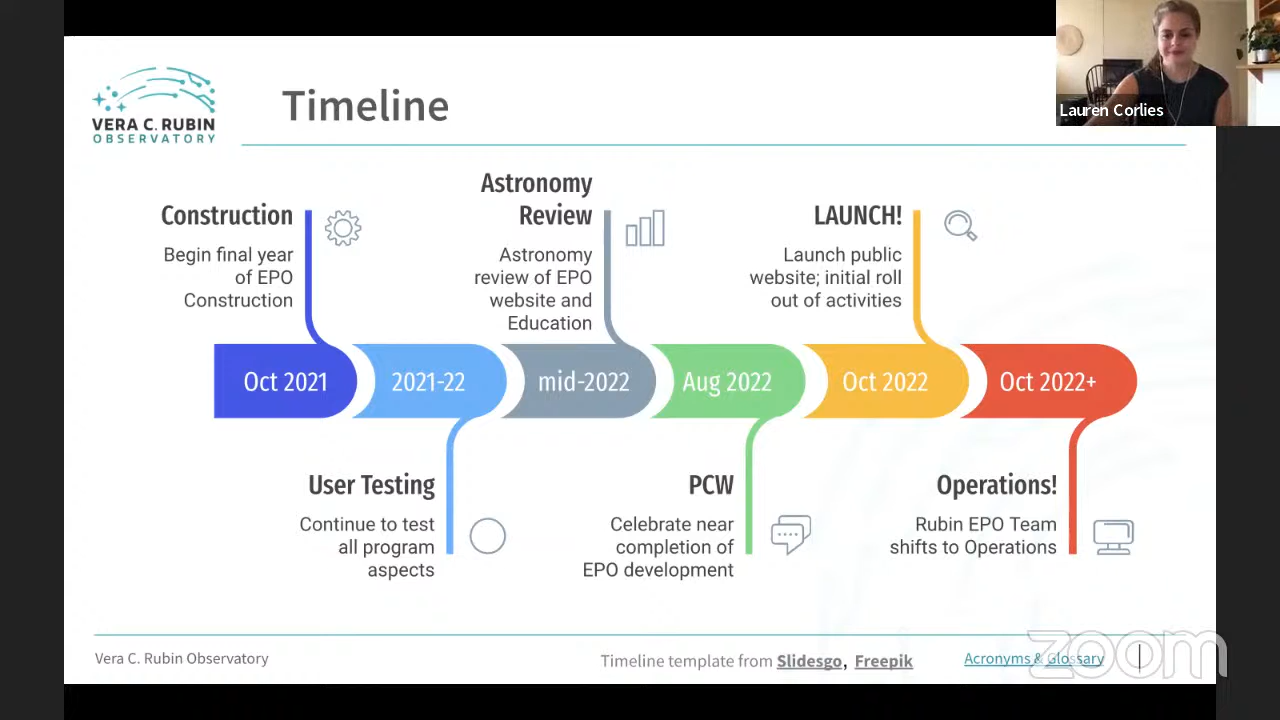 VERA C. RUBIN
OBSERVATORY
Timeline
Lauren Corlies
Construction
Begin final year
of EPO
Construction
Astronomy
Review
Astronomy
review of EPO
website and
Education
LAUNCH!
Launch public
website; initial roll
out of activities
Oct 2021
2021-22
mid-2022
Aug 2022
Oct 2022
Oct 2022+
User Testing
Continue to test
all program
aspects
PCW
Celebrate near
completion of
EPO development
Operations!
Rubin EPO Team
shifts to Operations
Vera C. Rubin Observatory
Timeline template from Slidesgo, Freepik
Acronyms & Glossary
zoom